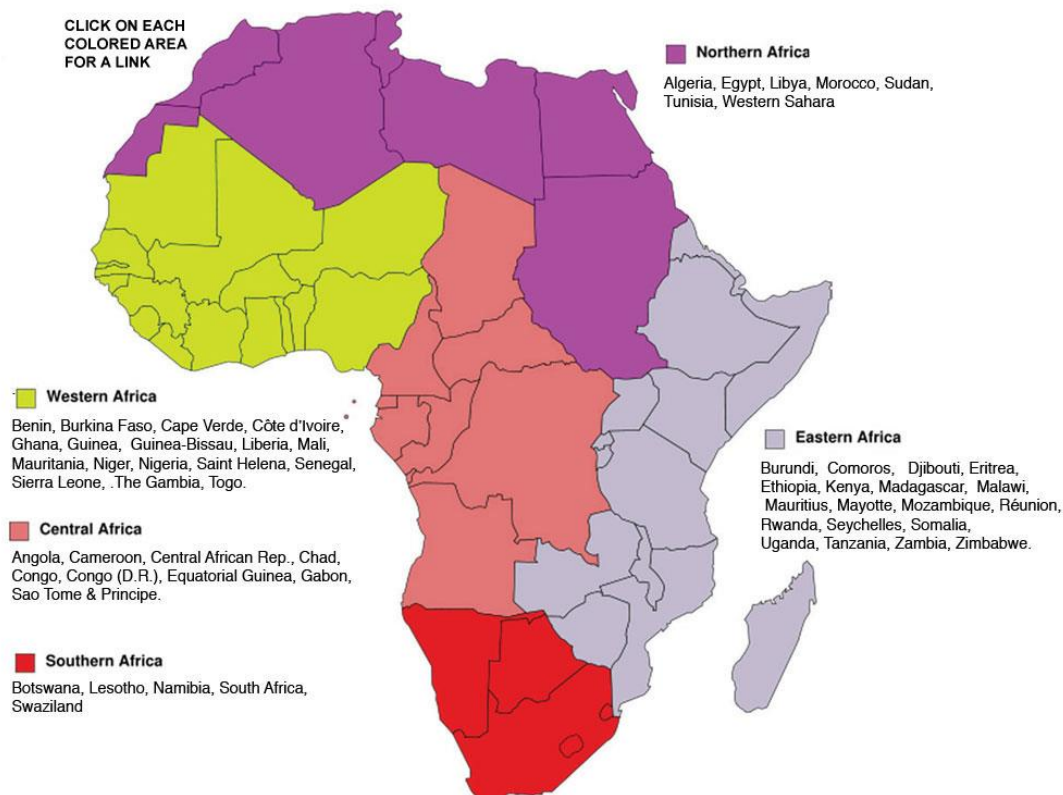 CLICK ON EACH
COLORED AREA
FOR A LINK
Northern Africa
Algeria, Egypt, Libya, Morocco, Sudan,
Tunisia, Western Sahara
Western Africa
Benin, Burkina Faso, Cape Verde, Côte d'Ivoire,
Ghana, Guinea, Guinea-Bissau, Liberia, Mali,
Mauritania, Niger, Nigeria, Saint Helena, Senegal,
Sierra Leone, .The Gambia, Togo.
Central Africa
Angola, Cameroon, Central African Rep., Chad,
Congo, Congo (D.R.), Equatorial Guinea, Gabon,
Sao Tome & Principe.
Southern Africa
Botswana, Lesotho, Namibia, South Africa,
Swaziland
Eastern Africa
Burundi, Comoros, Djibouti, Eritrea,
Ethiopia, Kenya, Madagascar, Malawi,
Mauritius, Mayotte, Mozambique, Réunion,
Rwanda, Seychelles, Somalia,
Uganda, Tanzania, Zambia, Zimbabwe.